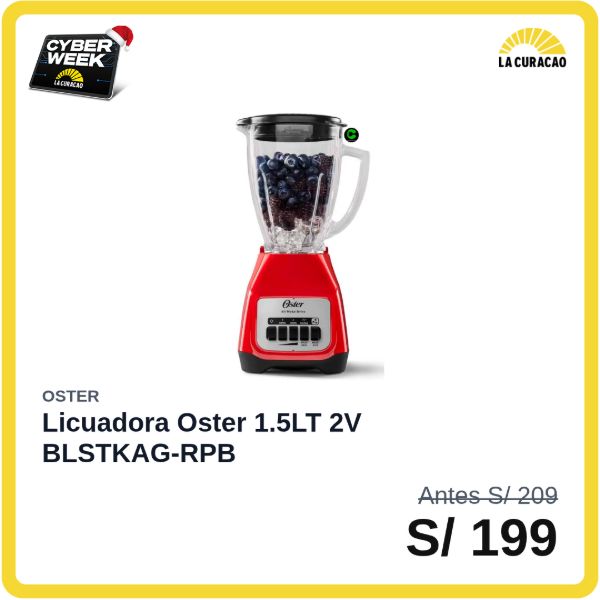 CYBER
WEEK
LA CURACAO
LA CURACAO
Oster
OSTER
Licuadora Oster 1.5LT 2V
BLSTKAG-RPB
Antes S/ 209
S/ 199